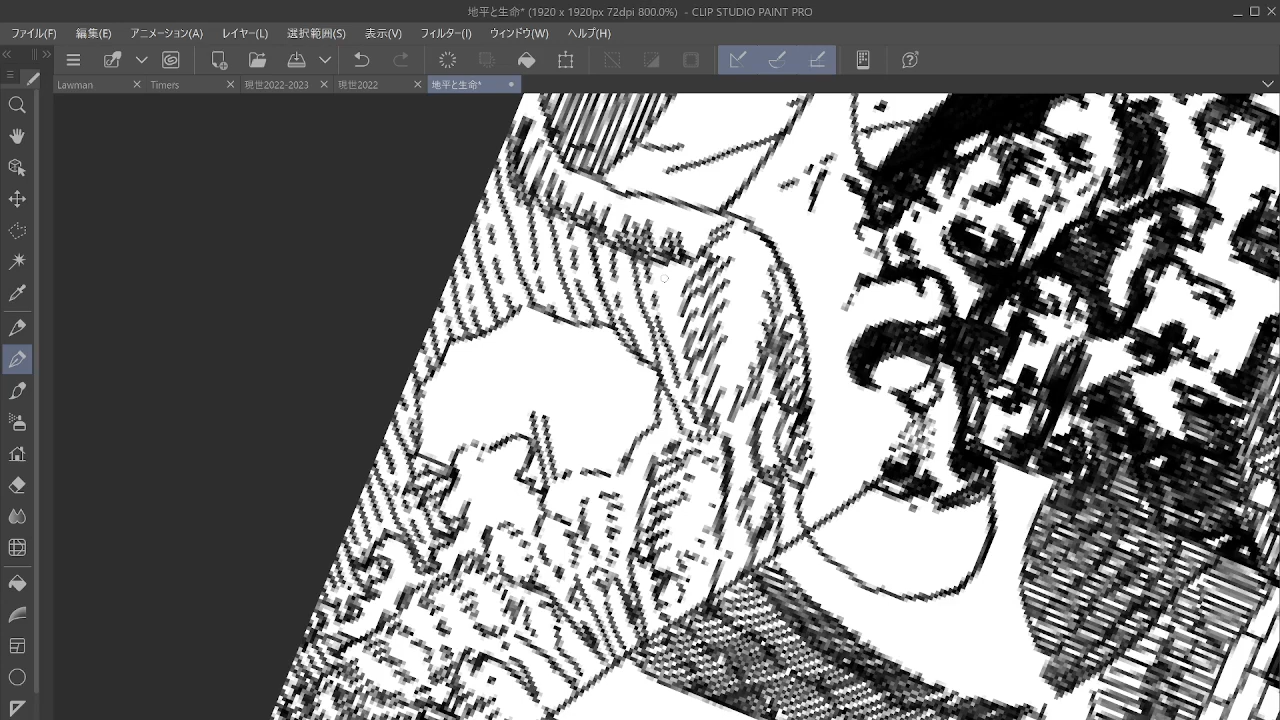 地平と生命* (1920 x 1920px 72dpi 800.0%) - CLIP STUDIO PAINT PRO
ファイル(F) 編集(E) アニメーション(A) レイヤー(L) 選択範囲(S) 表示(V) フィルター(I) ウィンドウ(W) ヘルプ(H)
Lawman Timers 現世2022-2023 現世2022 地平と生命*